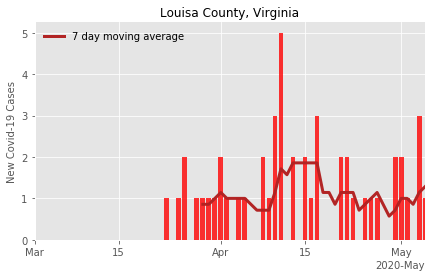 Louisa County, Virginia
7 day moving average
New Covid-19 Cases
5
4
3
2
1
0
Mar
15
Apr
15
May
2020-May